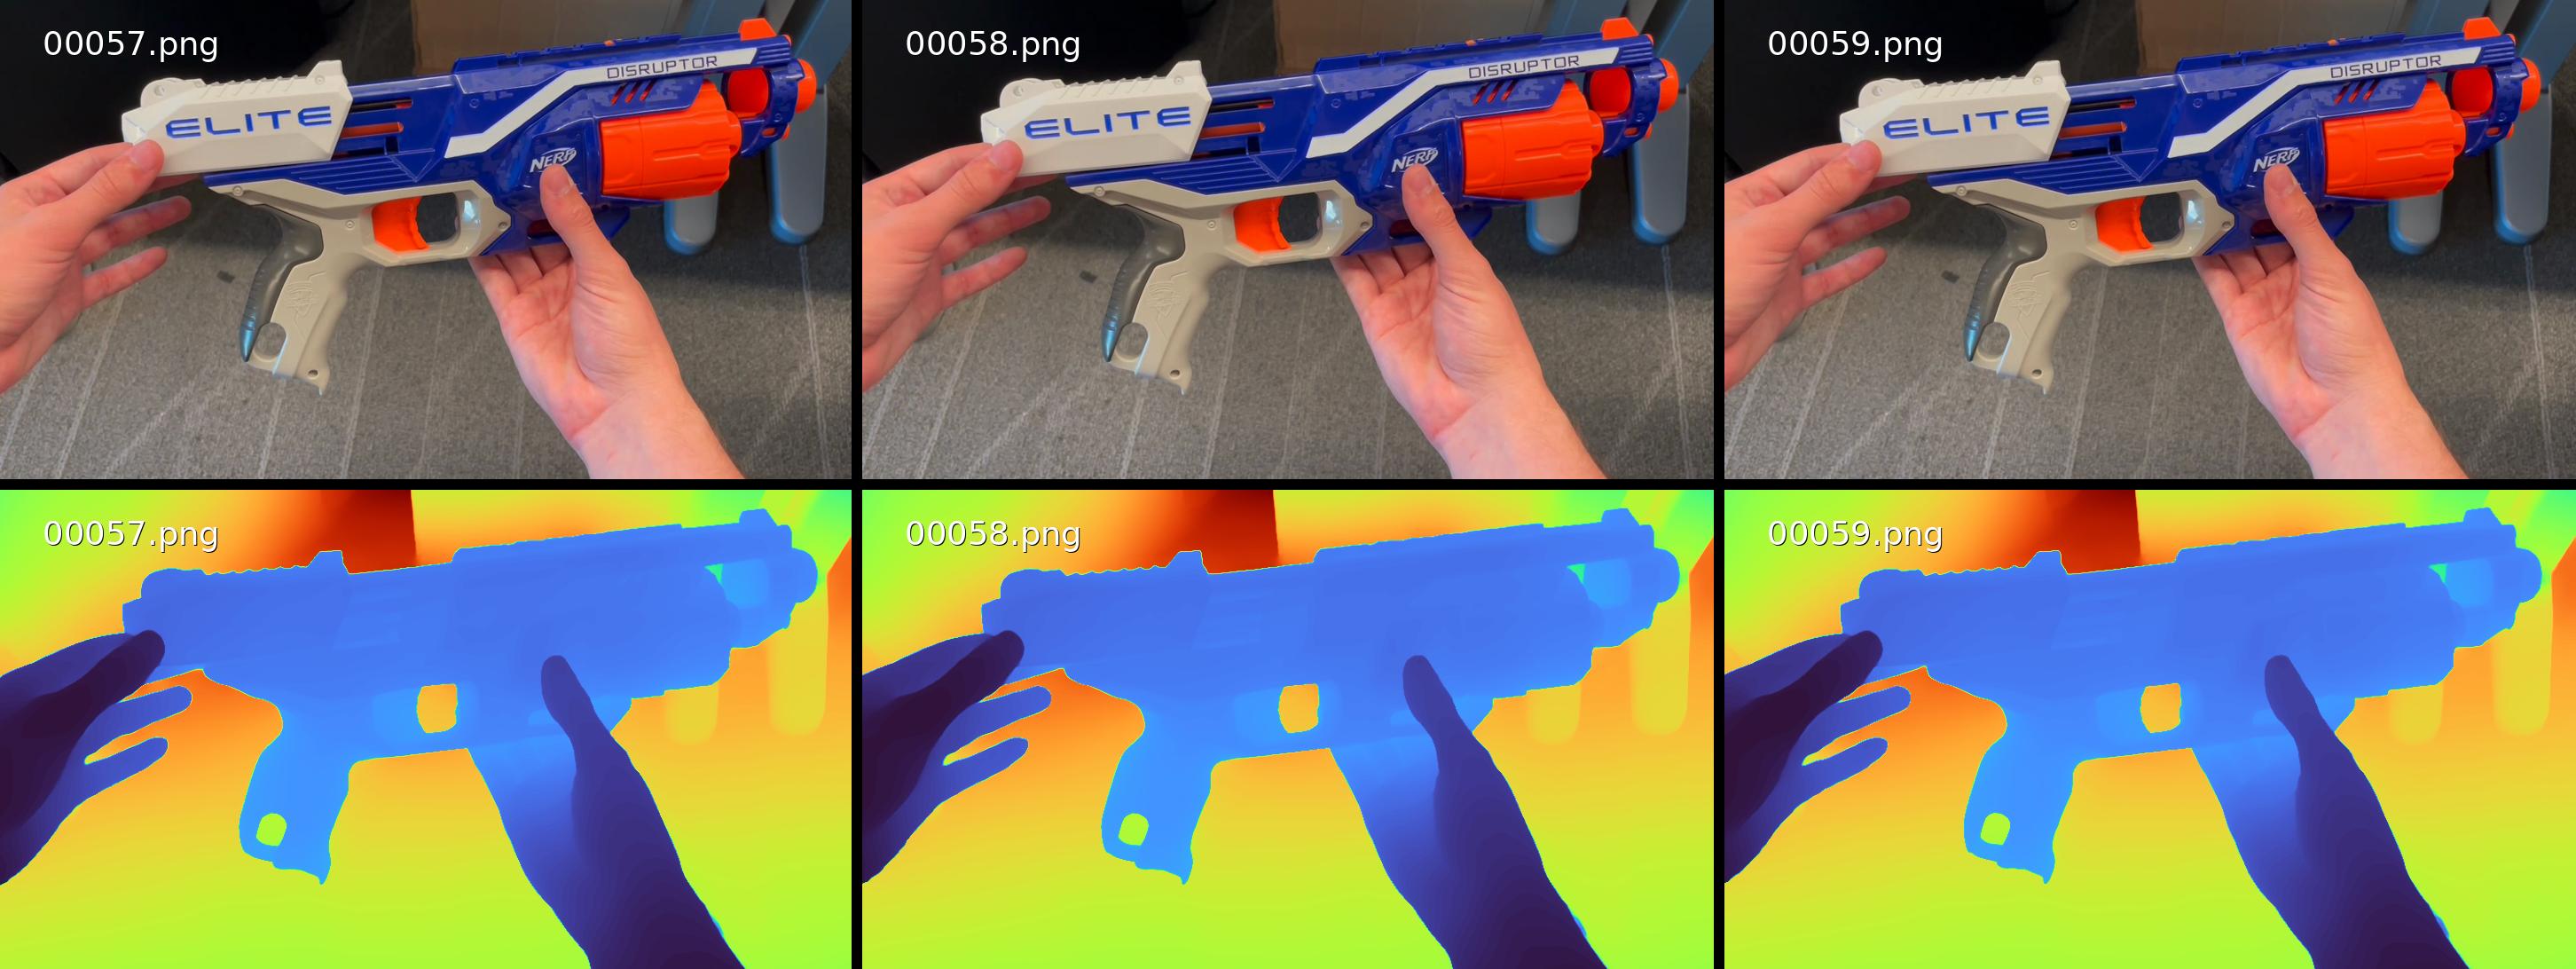 00057.png
00058.png
00059.png
DISRUPTOR
DISRUPTOR
DISRUPTOR
ELITE
ELITE
ELITE
NERF
NERF
NERF
00057.png
00058.png
00059.png